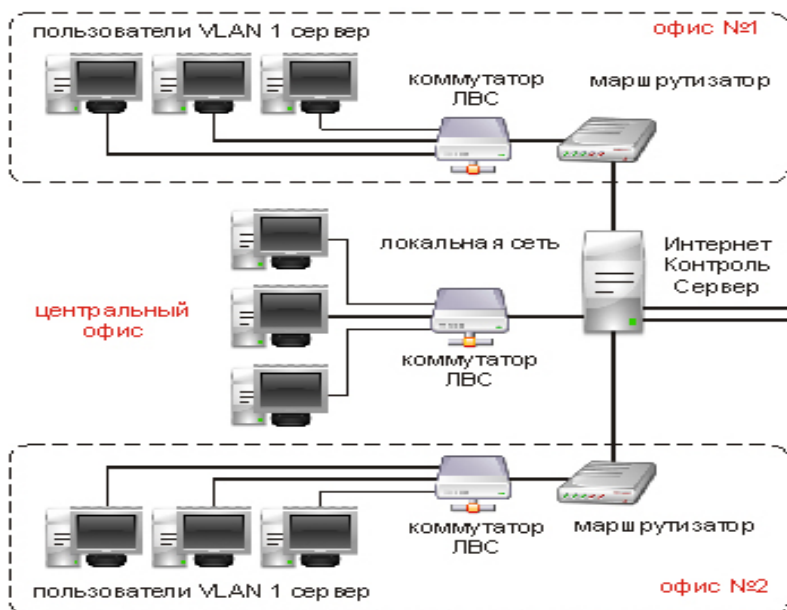 пользователи VLAN 1 сервер
офис №1
коммутатор
ЛВС
маршрутизатор
локальная сеть
Интернет
Контроль
Сервер
центральный
офис
коммутатор
ЛВС
коммутатор
ЛВС
маршрутизатор
пользователи VLAN 1 сервер
офис №2